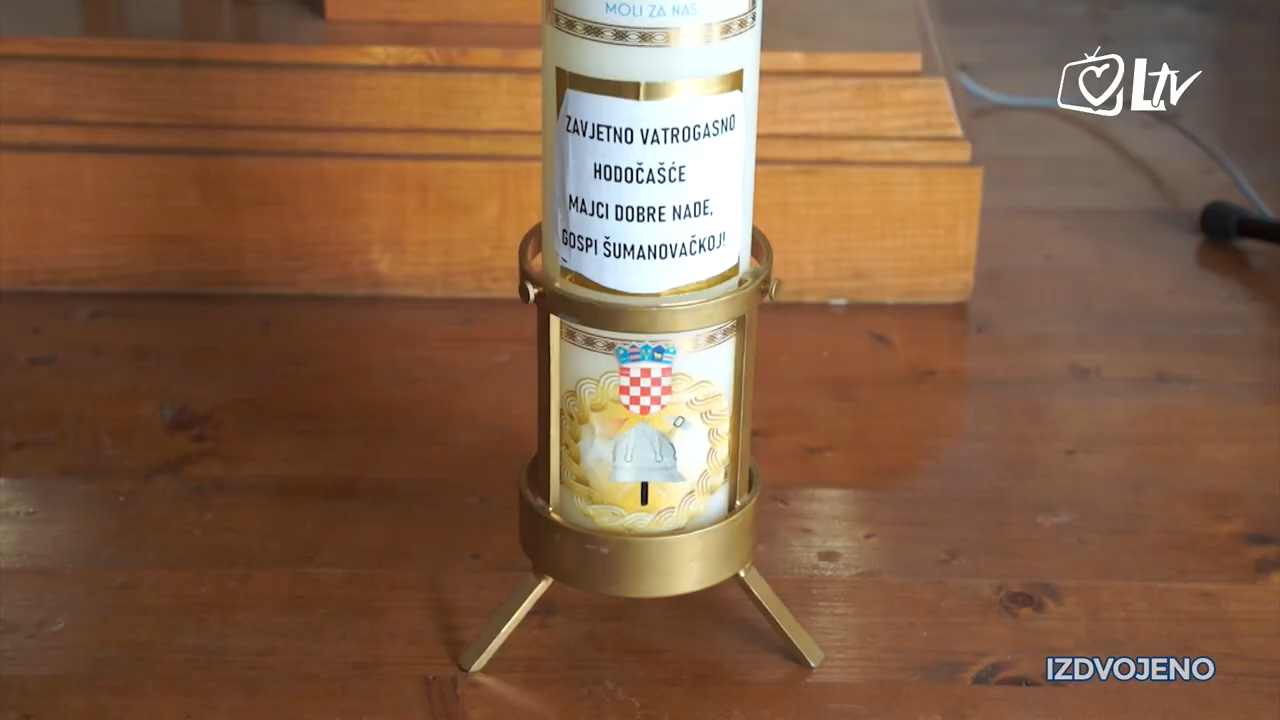 MOLI ZA NAS
LTV
ZAVJETNO VATROGASNO
HODOČAŠĆE
MAJCI DOBRE NADE,
GOSPI ŠUMANOVAČKOJ!
IZDVOJENO